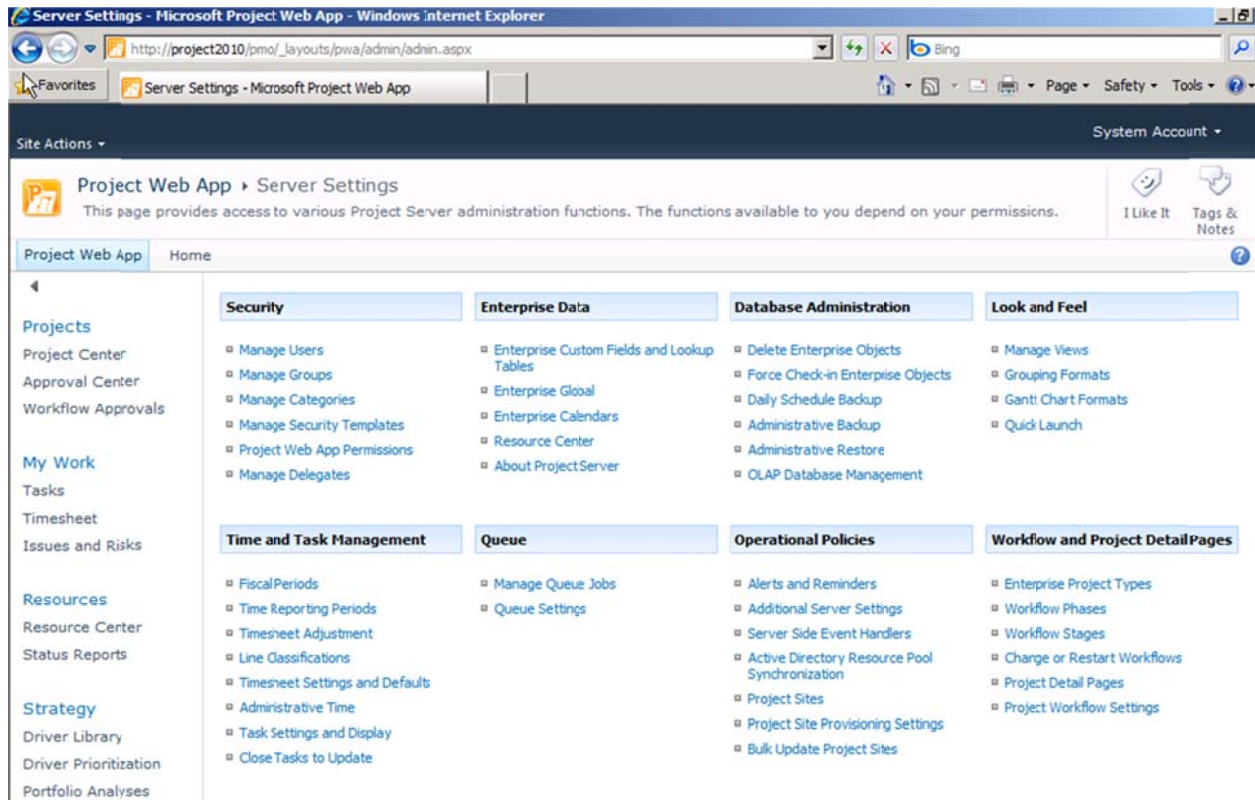 Server Settings - Microsoft Project Web App - Windows Internet Explorer
http://project2010/pmo/_layouts/pwa/admin/admin.aspx
Bing
Favorites
Server Settings - Microsoft Project Web App
Page
Safety
Tools
Site Actions
System Account
Project Web App Server Settings
This page provides access to various Project Server administration functions. The functions available to you depend on your permissions.
I Like It
Tags &
Notes
Project Web App
Home
Projects
Project Center
Approval Center
Workflow Approvals
My Work
Tasks
Timesheet
Issues and Risks
Resources
Resource Center
Status Reports
Strategy
Driver Library
Driver Prioritization
Portfolio Analyses
Security
Manage Users
Manage Groups
Manage Categories
Manage Security Templates
Project Web App Permissions
Manage Delegates
Enterprise Data
Enterprise Custom Fields and Lookup
Tables
Enterprise Global
Enterprise Calendars
Resource Center
About Project Server
Database Administration
Delete Enterprise Objects
Force Check-in Enterprise Objects
Daily Schedule Backup
Administrative Backup
Administrative Restore
OLAP Database Management
Look and Feel
Manage Views
Grouping Formats
Gantt Chart Formats
Quick Launch
Time and Task Management
Fiscal Periods
Time Reporting Periods
Timesheet Adjustment
Line Classifications
Timesheet Settings and Defaults
Administrative Time
Task Settings and Display
Close Tasks to Update
Queue
Manage Queue Jobs
Queue Settings
Operational Policies
Alerts and Reminders
Additional Server Settings
Server Side Event Handlers
Active Directory Resource Pool
Synchronization
Project Sites
Project Site Provisioning Settings
Bulk Update Project Sites
Workflow and Project Detail Pages
Enterprise Project Types
Workflow Phases
Workflow Stages
Change or Restart Workflows
Project Detail Pages
Project Workflow Settings